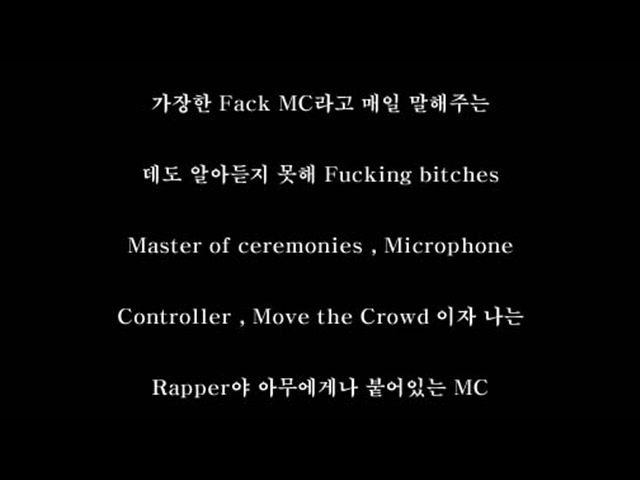 가장한 Fack MC라고 매일 말해주는
데도 알아듣지 못해 Fucking bitches
Master of ceremonies , Microphone
Controller , Move the Crowd 이자 나는
Rapper야 아무에게나 붙어있는 MC